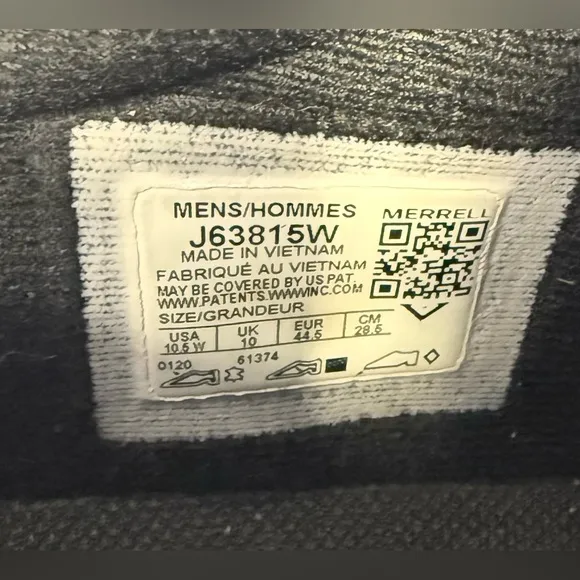 MENS/HOMMES
MERRELL
J63815W
MADE IN VIETNAM
FABRIQUÉ AU VIETNAM
MAY BE COVERED BY US PAT.
WWW.PATENTS.WWWINC.COM
SIZE/GRANDEUR
USA UK EUR CM
10.5 W 10 44.5 28.5
0120 61374